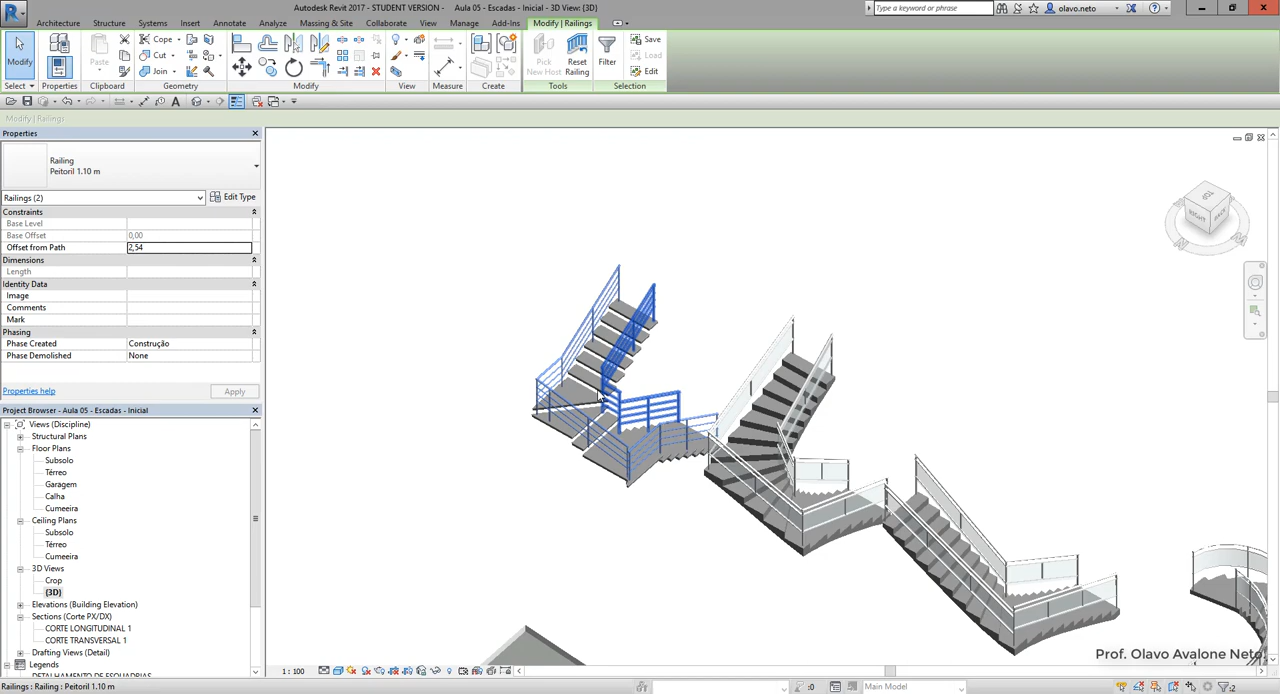 Autodesk Revit 2017 - STUDENT VERSION - Aula 05 - Escadas - Inicial - 3D View: {3D}
Type a keyword or phrase
olavo.neto
Architecture Structure Systems Insert Annotate Analyze Massing & Site Collaborate View Manage Add-Ins Modify | Railings
Modify
Paste
Cope
Cut
Join
Pick New Host
Reset Railing
Filter
Save
Load
Edit
Select Properties Clipboard Geometry Modify View Measure Create Tools Selection
Modify | Railings
Properties
Railing
Peitoril 1.10 m
Railings (2)
Edit Type
Constraints
Base Level
Base Offset 0,00
Offset from Path 2,54
Dimensions
Length
Identity Data
Image
Comments
Mark
Phasing
Phase Created Construção
Phase Demolished None
Properties help
Apply
Project Browser - Aula 05 - Escadas - Inicial
Views (Discipline)
Structural Plans
Floor Plans
Subsolo
Térreo
Garagem
Calha
Cumeeira
Ceiling Plans
Subsolo
Térreo
Cumeeira
3D Views
Crop
{3D}
Elevations (Building Elevation)
Sections (Corte PX/DX)
CORTE LONGITUDINAL 1
CORTE TRANSVERSAL 1
Drafting Views (Detail)
Legends
DETALHAMENTO DE ESQUADRIAS
TOP
RIGHT
BACK
N
Prof. Olavo Avalone Neto
1 : 100
Railings : Railing : Peitoril 1.10 m
:0
Main Model
:2